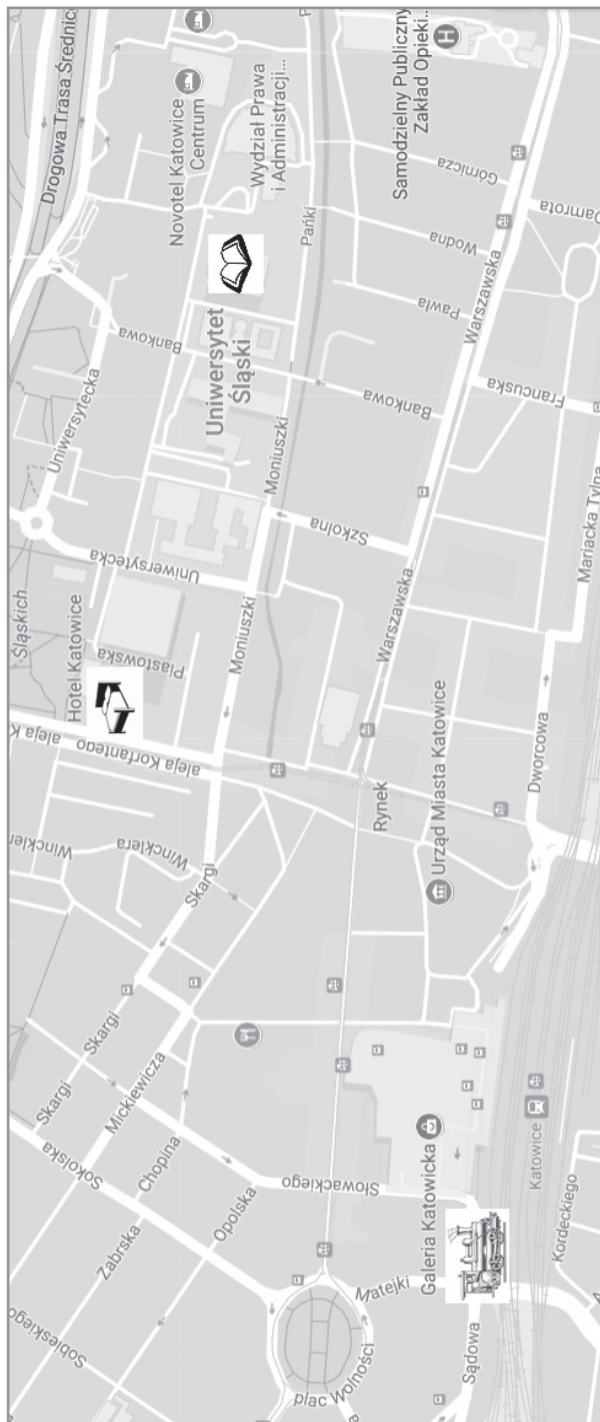 Sobieskiego
Zabrska
Sokolska
Chopina
Opolska
Skargi
Skargi
Mickiewicza
Skargi
Winckler
Wincklera
aleja K
aleja Korfantego
Śląskich
Hotel Katowice
Piastowska
Uniwersytecka
Uniwersytecka
Moniuszki
Moniuszki
Bankowa
Uniwersytet
Śląski
Drogowa Trasa Średnic
Novotel Katowice
Centrum
Wydział Prawa
i Administracji...
Pańki
Szkolna
Bankowa
Pawła
Wodna
Górnicza
Samodzielny Publiczny
Zakład Opieki...
plac Wolności
Matejki
Słowackiego
Rynek
Warszawska
Warszawska
Francuska
Damrota
Sądowa
Galeria Katowicka
Urząd Miasta Katowice
Dworcowa
Mariacka Tylna
Katowice
Kordeckiego